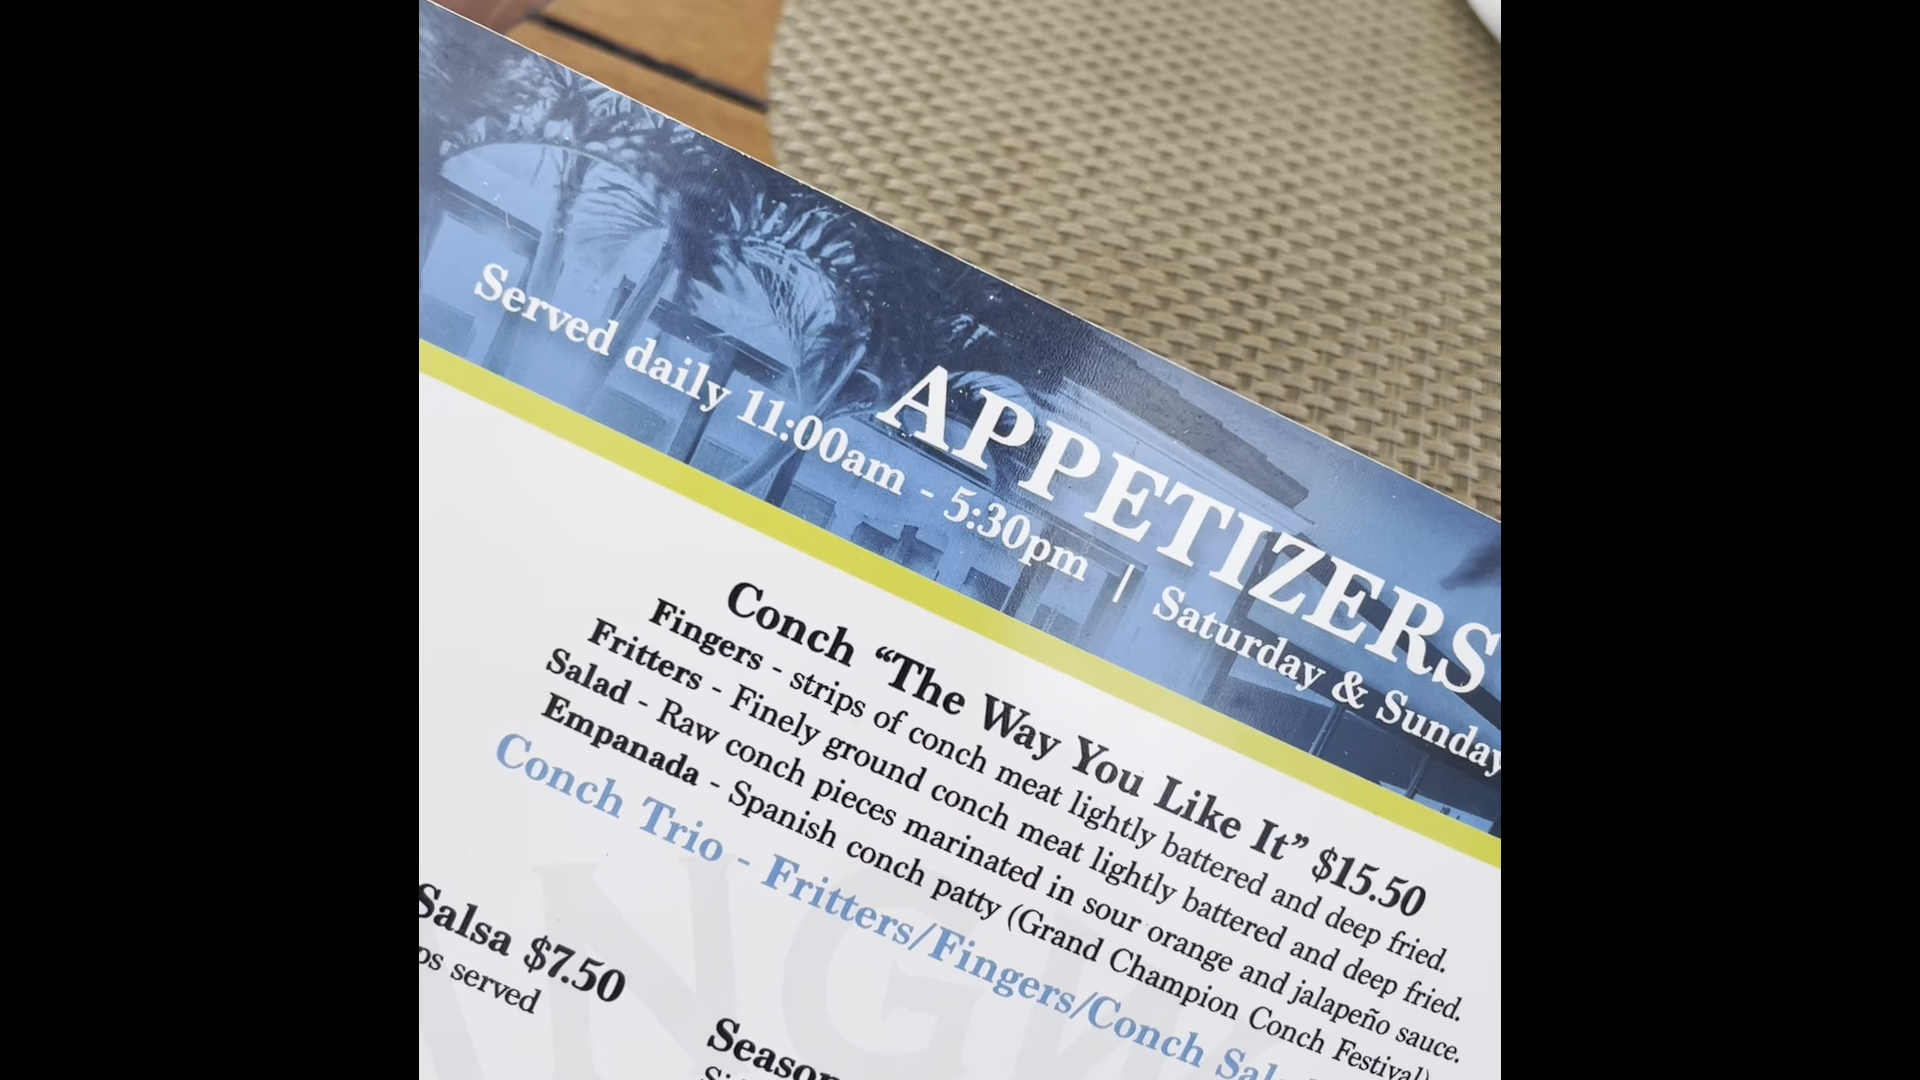 APPETIZERS
Served daily 11:00am - 5:30pm | Saturday & Sunday
Conch “The Way You Like It” $15.50
Fingers - strips of conch meat lightly battered and deep fried.
Fritters - Finely ground conch meat lightly battered and deep fried.
Salad - Raw conch pieces marinated in sour orange and jalapeño sauce.
Empanada - Spanish conch patty (Grand Champion Conch Festival)
Conch Trio - Fritters/Fingers/Conch
Salsa $7.50
served